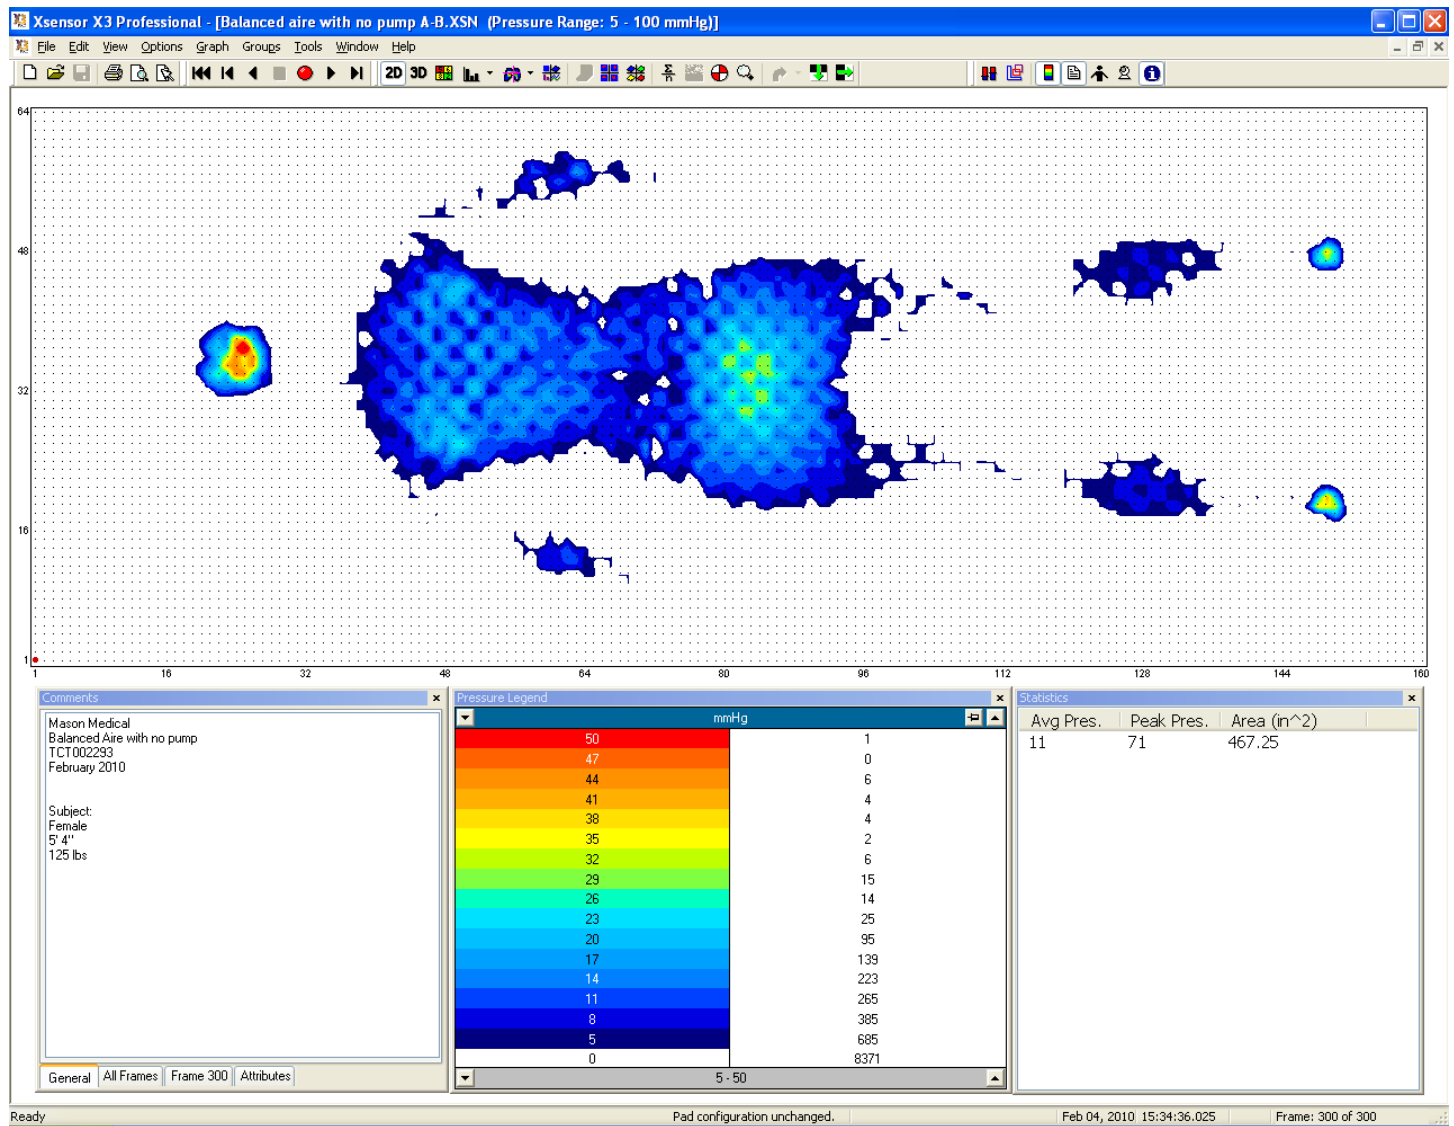 Xsensor X3 Professional - [Balanced aire with no pump A-B.XSN (Pressure Range: 5 - 100 mmHg)]
File Edit View Options Graph Groups Tools Window Help
2D 3D
64
48
32
16
1
1 16 32 48 64 80 96 112 128 144 160
Comments
Mason Medical
Balanced Aire with no pump
TCT002293
February 2010
Subject:
Female
5' 4"
125 lbs
General All Frames Frame 300 Attributes
Pressure Legend
mmHg
50 1
47 0
44 6
41 4
38 4
35 2
32 6
29 15
26 14
23 25
20 95
17 139
14 223
11 265
8 385
5 685
0 8371
5 - 50
Statistics
Avg Pres. Peak Pres. Area (in^2)
11 71 467.25
Ready Pad configuration unchanged. Feb 04, 2010 15:34:36.025 Frame: 300 of 300